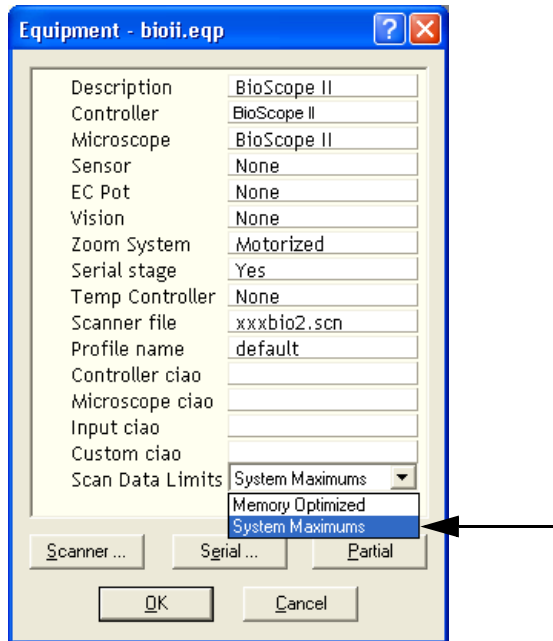 Equipment - bioii.eqp
Description BioScope II
Controller BioScope II
Microscope BioScope II
Sensor None
EC Pot None
Vision None
Zoom System Motorized
Serial stage Yes
Temp Controller None
Scanner file xxxbio2.scn
Profile name default
Controller ciao
Microscope ciao
Input ciao
Custom ciao
Scan Data Limits System Maximums
Memory Optimized
System Maximums
Scanner ... Serial ... Partial
OK Cancel